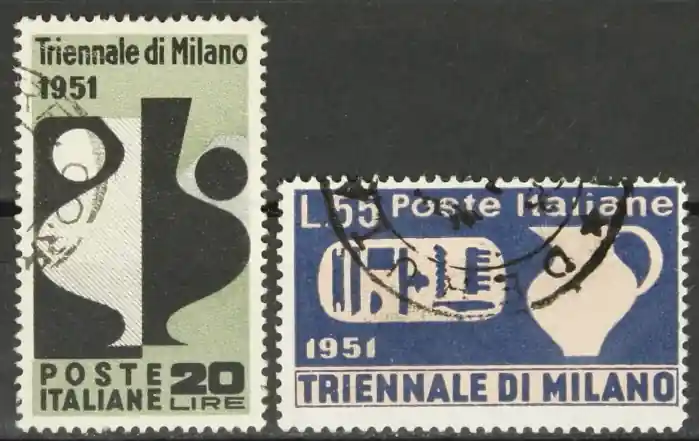 Triennale di Milano
1951
POSTE
ITALIANE
20
LIRE
L.55 Poste Italiane
1951
TRIENNALE DI MILANO